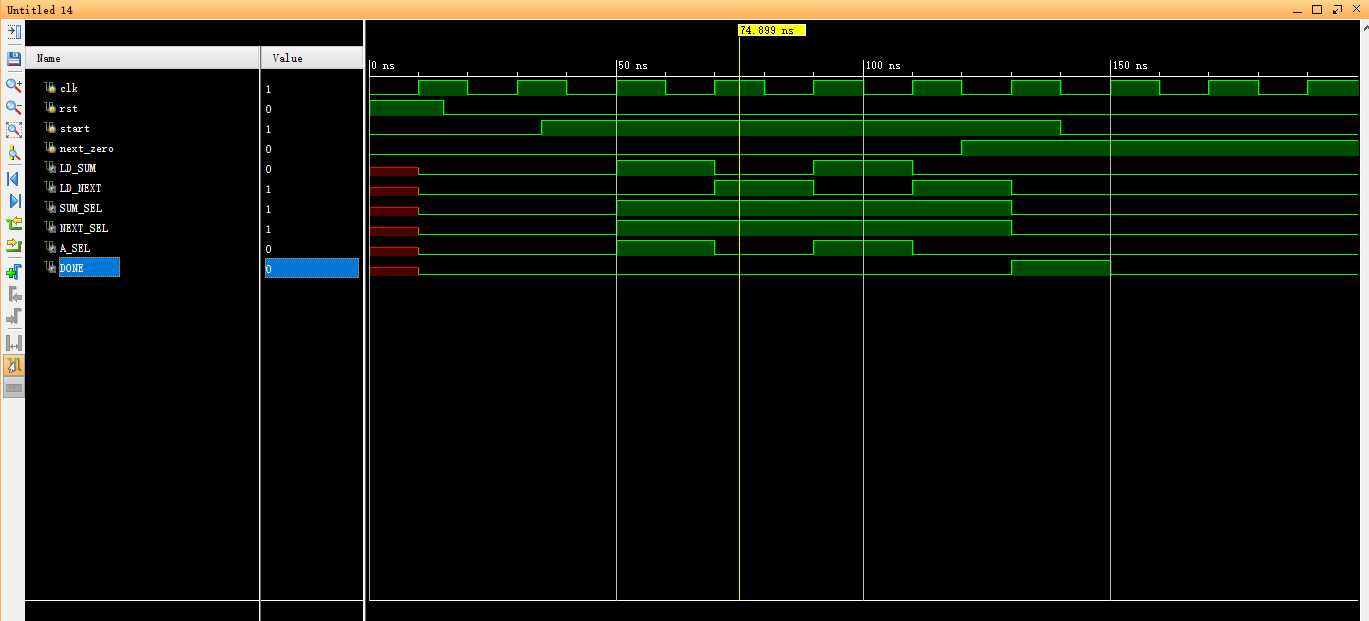 Untitled 14
74.899 ns
Name Value
0 ns 50 ns 100 ns 150 ns
clk 1
rst 0
start 1
next_zero 0
LD_SUM 0
LD_NEXT 1
SUM_SEL 1
NEXT_SEL 1
A_SEL 0
DONE 0